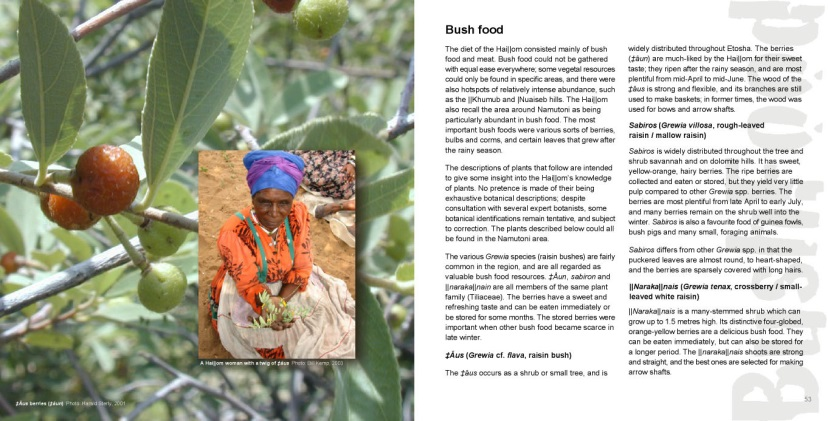 Bush food
The diet of the Hai||om consisted mainly of bush
food and meat. Bush food could not be gathered
with equal ease everywhere; some vegetal resources
could only be found in specific areas, and there were
also hotspots of relatively intense abundance, such
as the ||Khumub and |Nuaiseb hills. The Hai||om
also recall the area around Namutoni as being
particularly abundant in bush food. The most
important bush foods were various sorts of berries,
bulbs and corms, and certain leaves that grew after
the rainy season.
The descriptions of plants that follow are intended
to give some insight into the Hai||om's knowledge
of plants. No pretence is made of their being
exhaustive botanical descriptions; despite
consultation with several expert botanists, some
botanical identifications remain tentative, and subject
to correction. The plants described below could all
be found in the Namutoni area.
The various Grewia species (raisin bushes) are fairly
common in the region, and are all regarded as
valuable bush food resources. ‡Âun, sabiron and
||naraka||nain are all members of the same plant
family (Tiliaceae). The berries have a sweet and
refreshing taste and can be eaten immediately or
be stored for some months. The stored berries were
important when other bush food became scarce in
late winter.
‡Âus (Grewia cf. flava, raisin bush)
The ‡âus occurs as a shrub or small tree, and is
widely distributed throughout Etosha. The berries
(‡âun) are much-liked by the Hai||om for their sweet
taste; they ripen after the rainy season, and are most
plentiful from mid-April to mid-June. The wood of the
‡âus is strong and flexible, and its branches are still
used to make baskets; in former times, the wood was
used for bows and arrow shafts.
Sabiros (Grewia villosa, rough-leaved
raisin / mallow raisin)
Sabiros is widely distributed throughout the tree and
shrub savannah and on dolomite hills. It has sweet,
yellow-orange, hairy berries. The ripe berries are
collected and eaten or stored, but they yield very little
pulp compared to other Grewia spp. berries. The
berries are most plentiful from late April to early July,
and many berries remain on the shrub well into the
winter. Sabiros is also a favourite food of guinea fowls,
bush pigs and many small, foraging animals.
Sabiros differs from other Grewia spp. in that the
puckered leaves are almost round, to heart-shaped,
and the berries are sparsely covered with long hairs.
||Naraka||nais (Grewia tenax, crossberry / small-
leaved white raisin)
||Naraka||nais is a many-stemmed shrub which can
grow up to 1.5 metres high. Its distinctive four-globed,
orange-yellow berries are a delicious food. They
can be eaten immediately, but can also be stored for
a longer period. The ||naraka||nais shoots are strong
and straight, and the best ones are selected for making
arrow shafts.
53
A Hai||om woman with a twig of ‡âus Photo: 2001
‡Âus berries (‡âun) Photo: Harald Sterly, 2001
Bush food